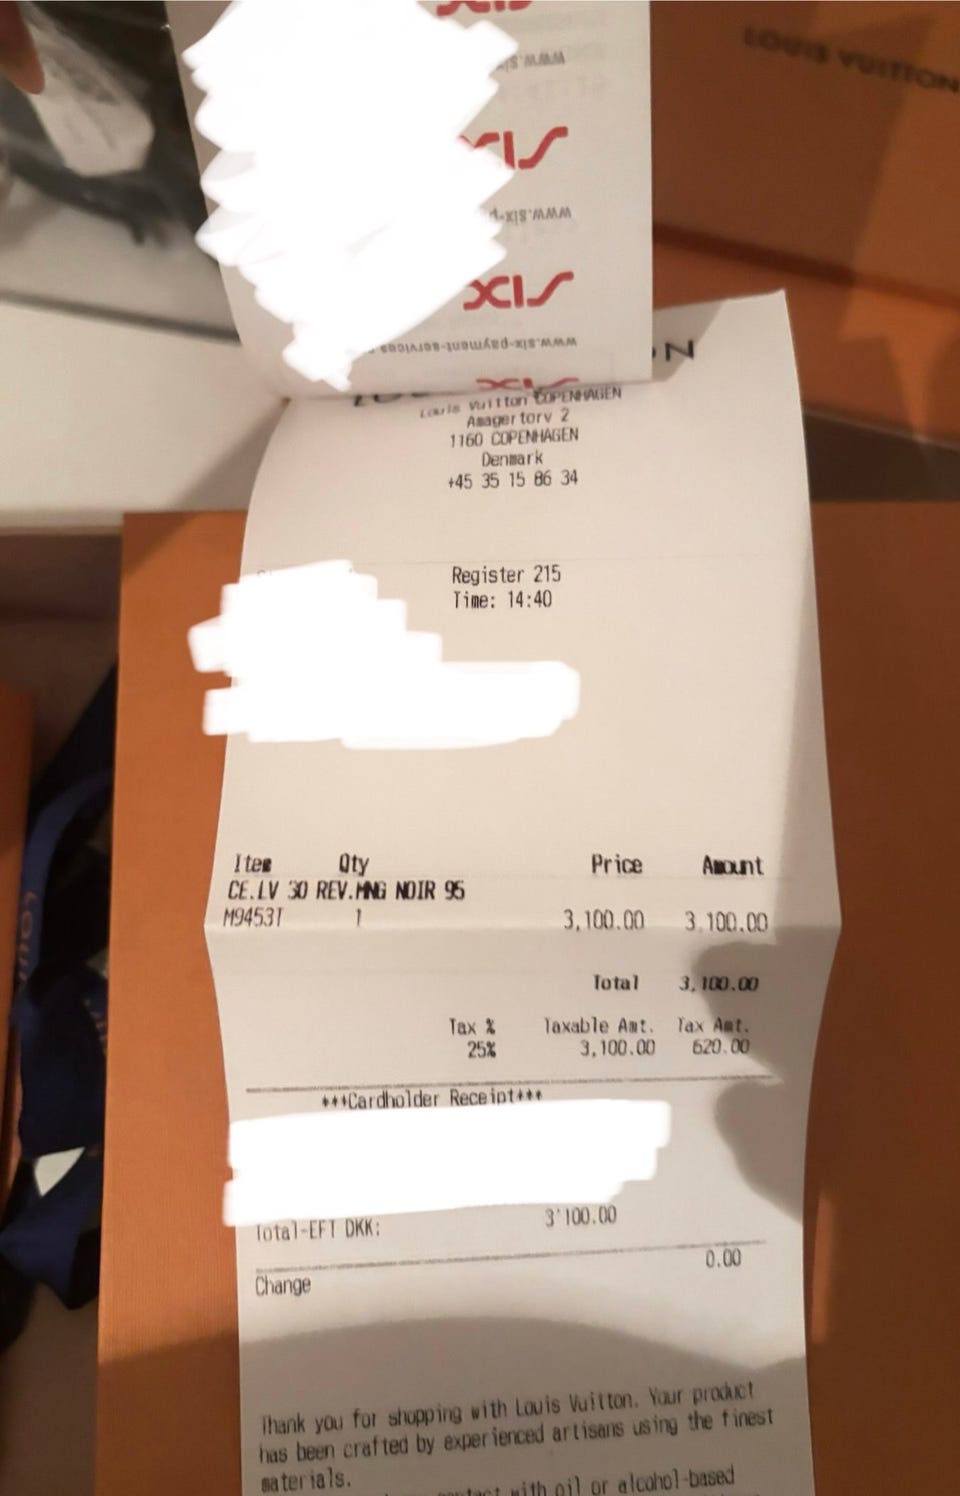 LOUIS VUITTON
SIX
www.six-p
SIX
www.six-payment-services
SIX
N
Louis Vuitton COPENHAGEN
Amagertorv 2
1160 COPENHAGEN
Denmark
+45 35 15 86 34
Register 215
Time: 14:40
Item Qty Price Amount
CE.LV 30 REV.MNG NOIR 95
M9453T 1 3,100.00 3,100.00
Total 3,100.00
Tax % Taxable Amt. Tax Amt.
25% 3,100.00 620.00
***Cardholder Receipt***
Total-EFT DKK: 3'100.00
Change 0.00
Thank you for shopping with Louis Vuitton. Your product
has been crafted by experienced artisans using the finest
materials.
contact with oil or alcohol-based